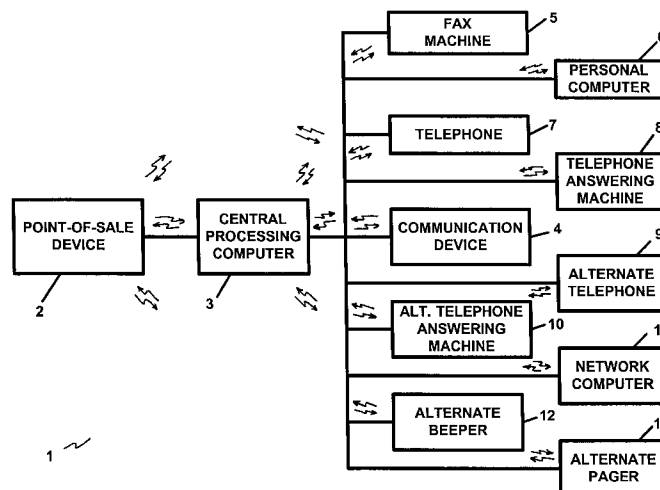 FAX
MACHINE
5
PERSONAL
COMPUTER
6
TELEPHONE
7
TELEPHONE
ANSWERING
MACHINE
8
POINT-OF-SALE
DEVICE
2
CENTRAL
PROCESSING
COMPUTER
3
COMMUNICATION
DEVICE
4
ALTERNATE
TELEPHONE
9
ALT. TELEPHONE
ANSWERING
MACHINE
10
NETWORK
COMPUTER
ALTERNATE
BEEPER
12
ALTERNATE
PAGER
1